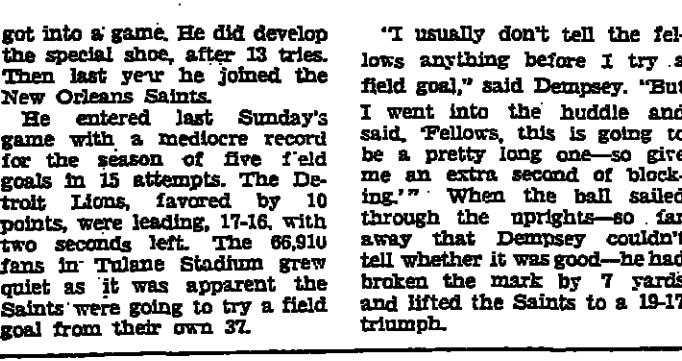 got into a game. He did develop
the special shoe, after 13 tries.
Then last year he joined the
New Orleans Saints.
He entered last Sunday's
game with a mediocre record
for the season of five field
goals in 15 attempts. The De-
troit Lions, favored by 10
points, were leading, 17-16, with
two seconds left. The 66,910
fans in Tulane Stadium grew
quiet as it was apparent the
Saints were going to try a field
goal from their own 37.
"I usually don't tell the fel-
lows anything before I try a
field goal," said Dempsey. "But
I went into the huddle and
said, 'Fellows, this is going to
be a pretty long one—so give
me an extra second of block-
ing.'" When the ball sailed
through the uprights—so far
away that Dempsey couldn't
tell whether it was good—he had
broken the mark by 7 yards
and lifted the Saints to a 19-17
triumph.